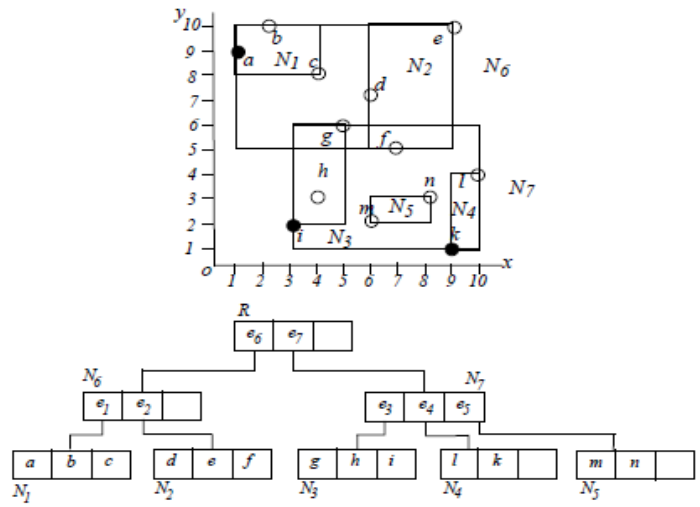 y
10
b
e
9
a
N1
c
N2
N6
8
d
7
6
g
f
5
4
h
n
l
N7
3
m
N5
N4
2
i
N3
k
1
o
x
1 2 3 4 5 6 7 8 9 10
R
e6 e7
N6
N7
e1 e2
e3 e4 e5
a b c
d e f
g h i
l k
m n
N1
N2
N3
N4
N5